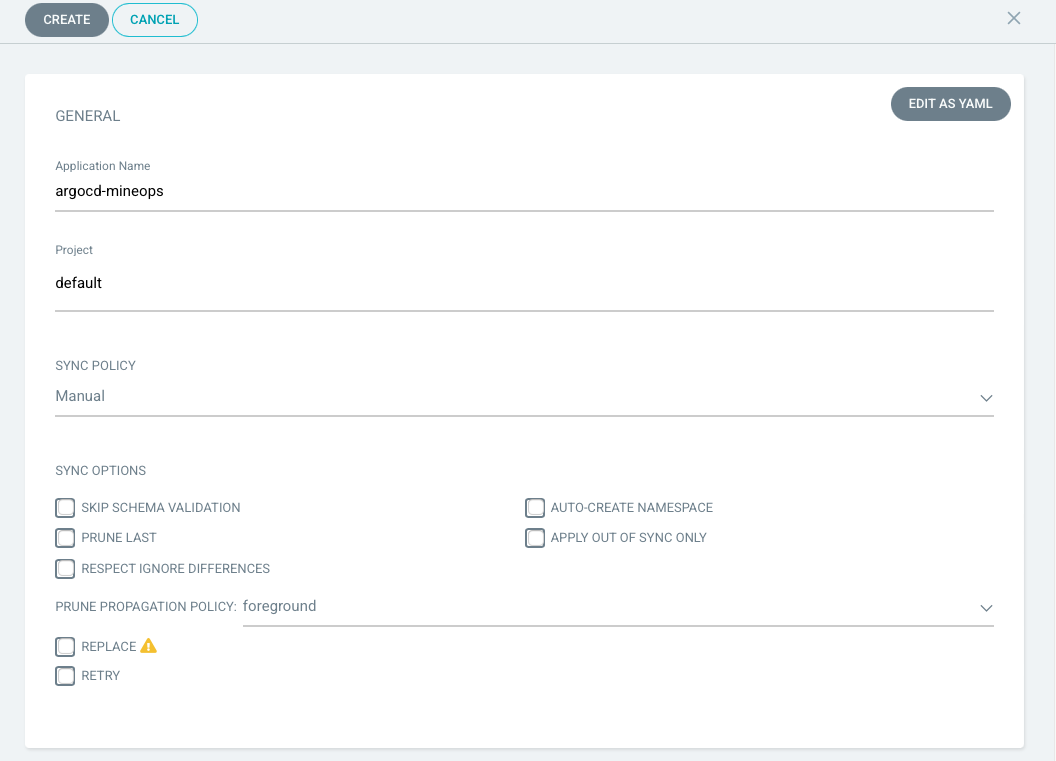 CREATE CANCEL
GENERAL
EDIT AS YAML
Application Name
argocd-mineops
Project
default
SYNC POLICY
Manual
SYNC OPTIONS
SKIP SCHEMA VALIDATION AUTO-CREATE NAMESPACE
PRUNE LAST APPLY OUT OF SYNC ONLY
RESPECT IGNORE DIFFERENCES
PRUNE PROPAGATION POLICY: foreground
REPLACE
RETRY